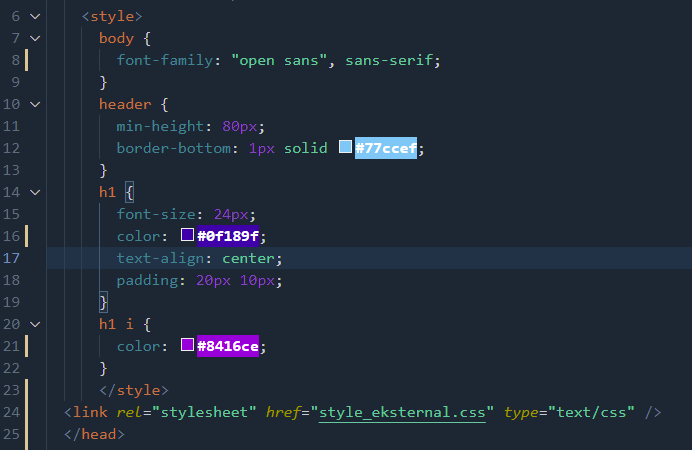 6 <style>
7 body {
8 font-family: "open sans", sans-serif;
9 }
10 header {
11 min-height: 80px;
12 border-bottom: 1px solid #77ccef;
13 }
14 h1 {
15 font-size: 24px;
16 color: #0f189f;
17 text-align: center;
18 padding: 20px 10px;
19 }
20 h1 i {
21 color: #8416ce;
22 }
23 </style>
24 <link rel="stylesheet" href="style_eksternal.css" type="text/css" />
25 </head>